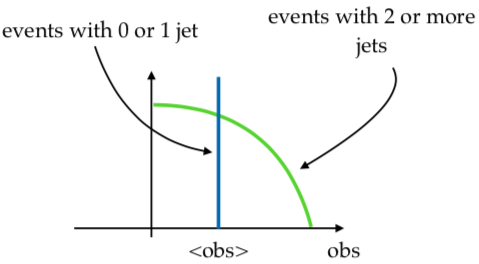 events with 0 or 1 jet
events with 2 or more
jets
<obs>
obs